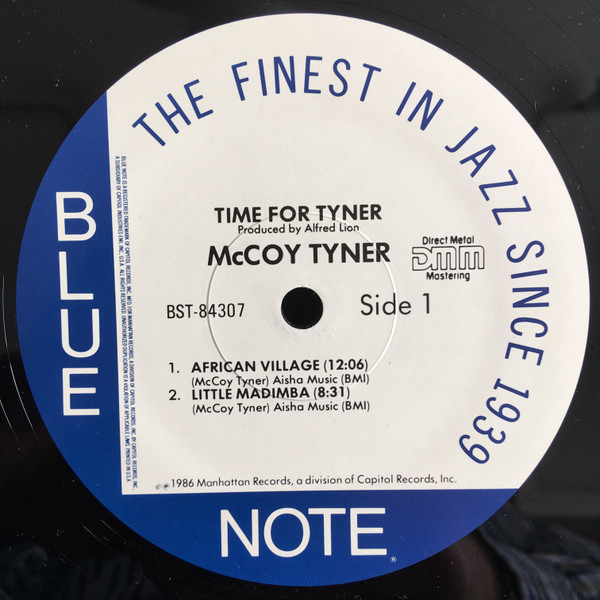 THE FINEST IN JAZZ SINCE 1939
BLUE
TIME FOR TYNER
Produced by Alfred Lion
McCOY TYNER
Direct Metal
DMM
Mastering
BST-84307
Side 1
1. AFRICAN VILLAGE (12:06)
(McCoy Tyner) Aisha Music (BMI)
2. LITTLE MADIMBA (8:31)
(McCoy Tyner) Aisha Music (BMI)
℗©1986 Manhattan Records, a division of Capitol Records, Inc.
NOTE®